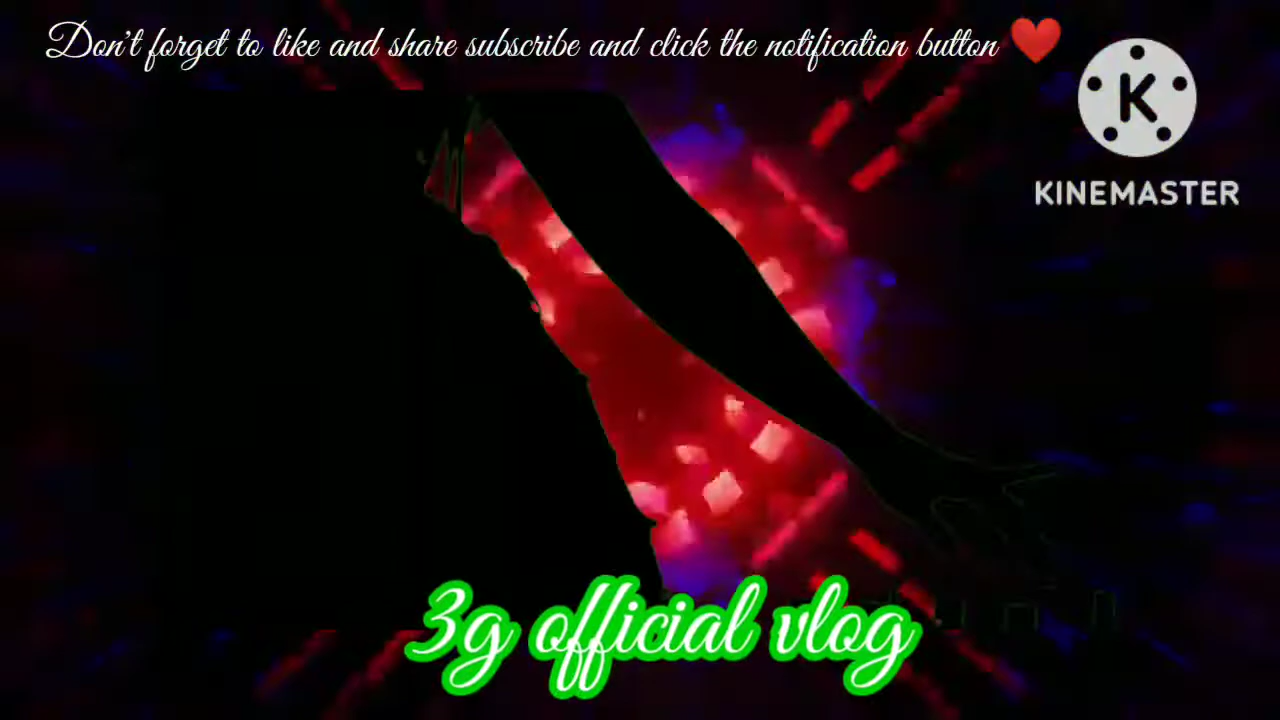 Don't forget to like and share subscribe and click the notification button ❤️
K
KINEMASTER
3g official vlog